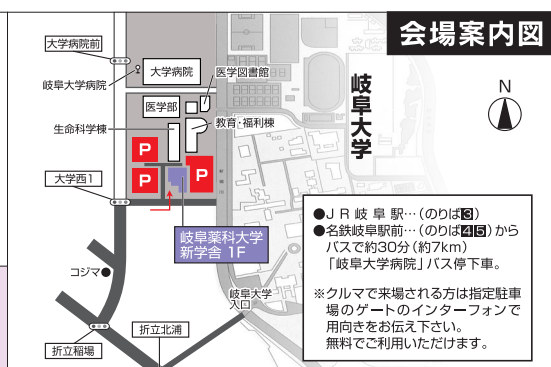 会場案内図
大学病院前
岐阜大学病院
大学病院
医学図書館
医学部
生命科学棟
教育・福利棟
岐阜大学
N
P
P
P
大学西1
岐阜薬科大学
新学舎 1F
コジマ
岐阜大学
入口
折立稲場
折立北浦
●JR岐阜駅…(のりば3)
●名鉄岐阜駅前…(のりば45)から
バスで約30分(約7km)
「岐阜大学病院」バス停下車。
※クルマで来場される方は指定駐車
場のゲートのインターフォンで
用向きをお伝え下さい。
無料でご利用いただけます。